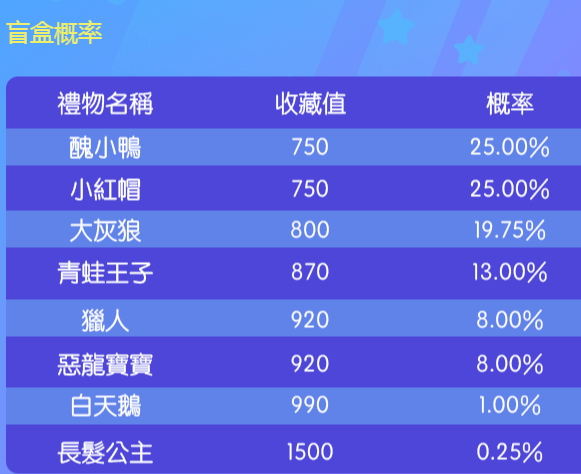 盲盒概率
禮物名稱 收藏值 概率
醜小鴨 750 25.00%
小紅帽 750 25.00%
大灰狼 800 19.75%
青蛙王子 870 13.00%
獵人 920 8.00%
惡龍寶寶 920 8.00%
白天鵝 990 1.00%
長髮公主 1500 0.25%